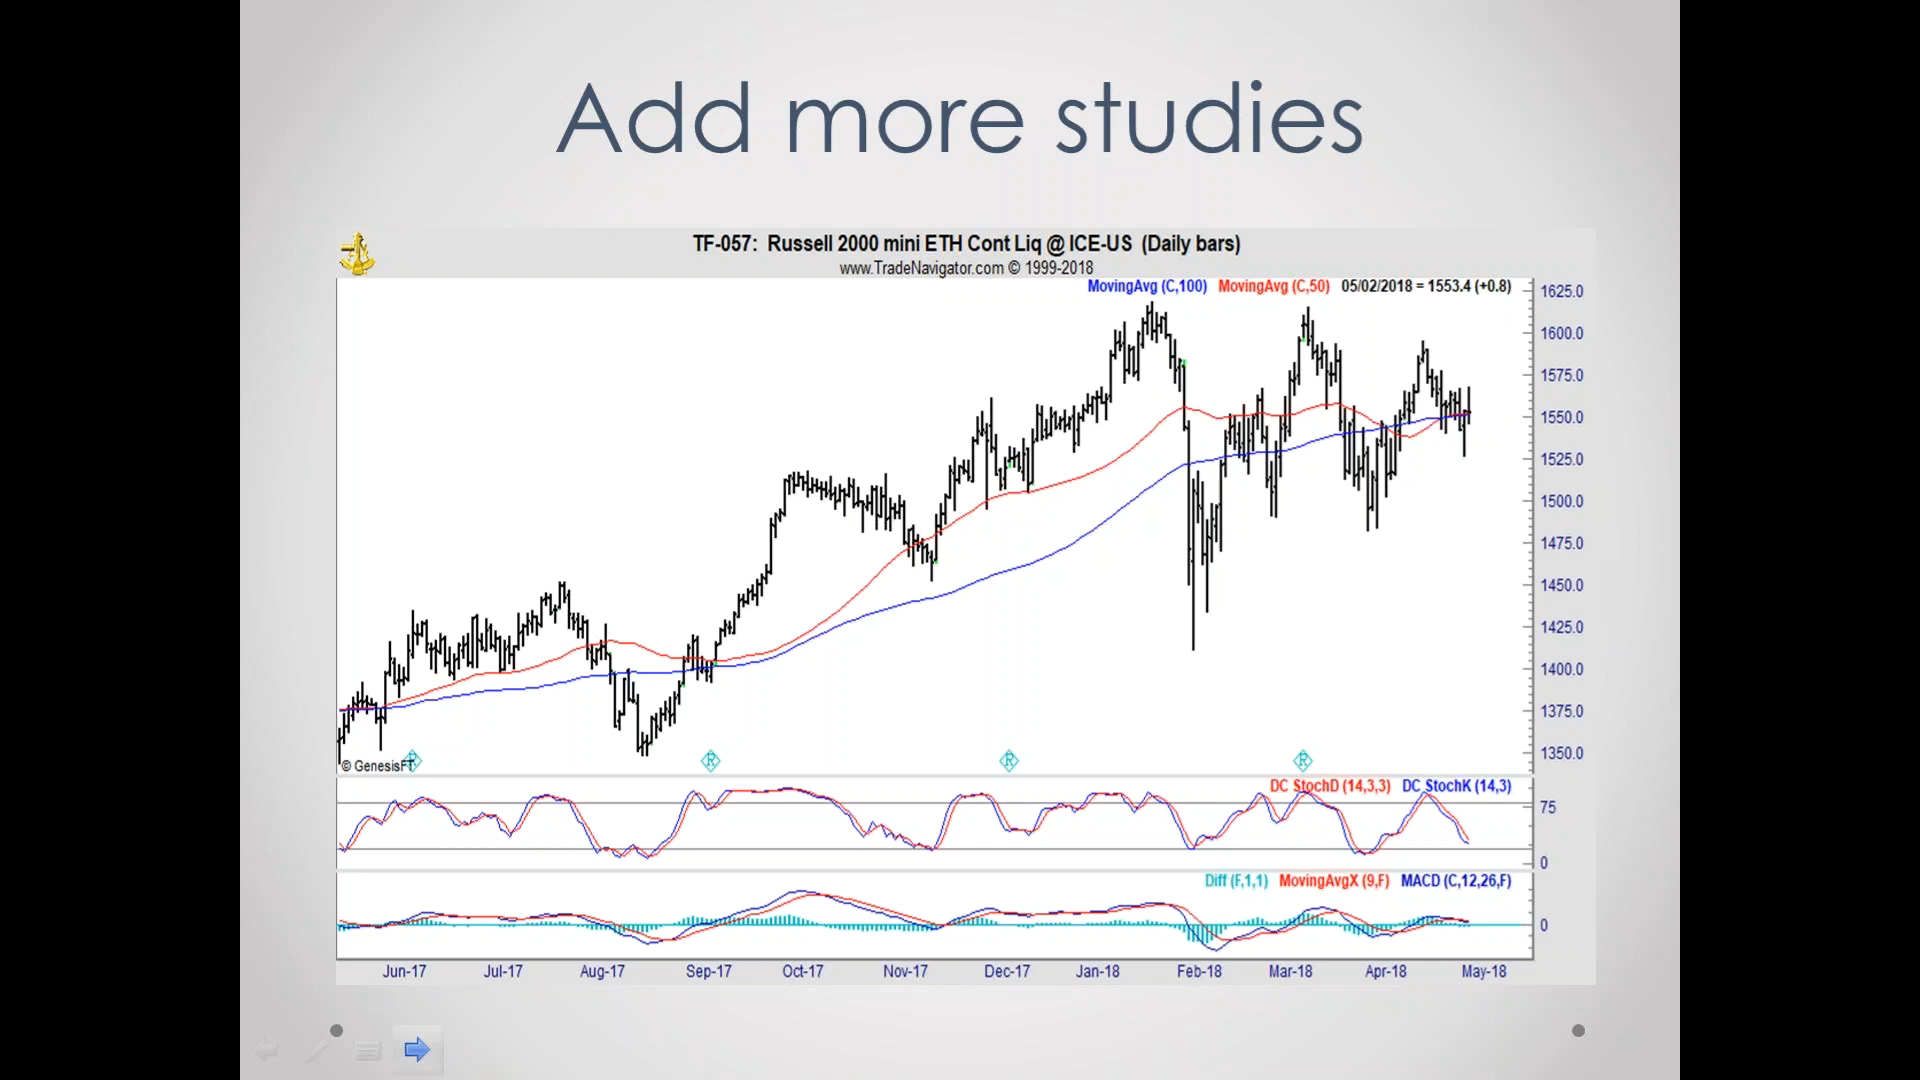 Add more studies
TF-057: Russell 2000 mini ETH Cont Liq @ ICE-US (Daily bars)
www.TradeNavigator.com © 1999-2018
MovingAvg (C,100) MovingAvg (C,50) 05/02/2018 = 1553.4 (+0.8)
1625.0
1600.0
1575.0
1550.0
1525.0
1500.0
1475.0
1450.0
1425.0
1400.0
1375.0
1350.0
© GenesisFT
R R R R
DC StochD (14,3,3) DC StochK (14,3)
75
0
Diff (F,1,1) MovingAvgX (9,F) MACD (C,12,26,F)
0
Jun-17 Jul-17 Aug-17 Sep-17 Oct-17 Nov-17 Dec-17 Jan-18 Feb-18 Mar-18 Apr-18 May-18